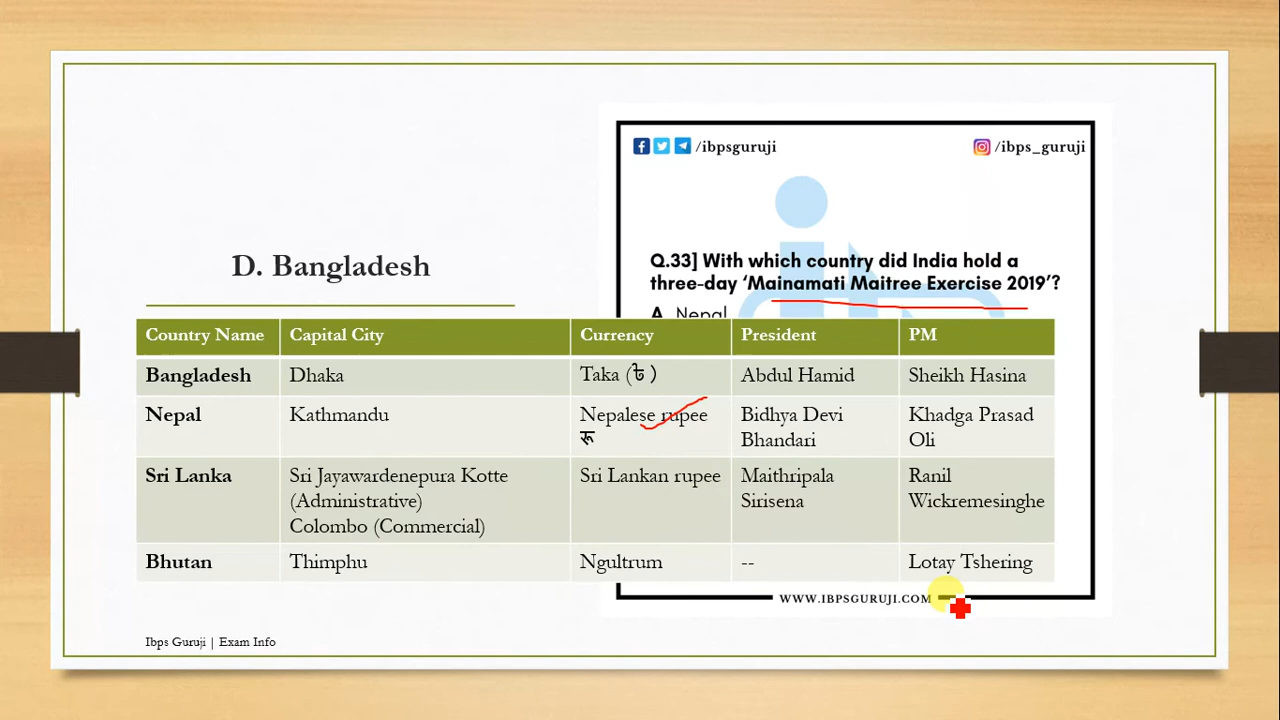 /ibpsguruji
/ibps_guruji
Q.33] With which country did India hold a
three-day ‘Mainamati Maitree Exercise 2019’?
A. Nepal
D. Bangladesh
Country Name Capital City Currency President PM
Bangladesh Dhaka Taka (৳ ) Abdul Hamid Sheikh Hasina
Nepal Kathmandu Nepalese rupee Bidhya Devi Khadga Prasad
रू Bhandari Oli
Sri Lanka Sri Jayawardenepura Kotte Sri Lankan rupee Maithripala Ranil
(Administrative) Sirisena Wickremesinghe
Colombo (Commercial)
Bhutan Thimphu Ngultrum -- Lotay Tshering
WWW.IBPSGURUJI.COM
Ibps Guruji | Exam Info